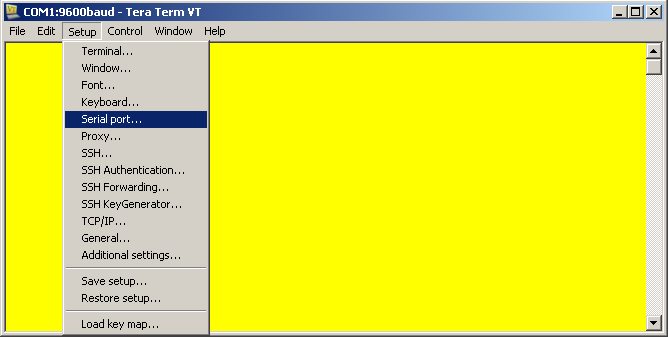 COM1:9600baud - Tera Term VT
File Edit Setup Control Window Help
Terminal...
Window...
Font...
Keyboard...
Serial port...
Proxy...
SSH...
SSH Authentication...
SSH Forwarding...
SSH KeyGenerator...
TCP/IP...
General...
Additional settings...
Save setup...
Restore setup...
Load key map...